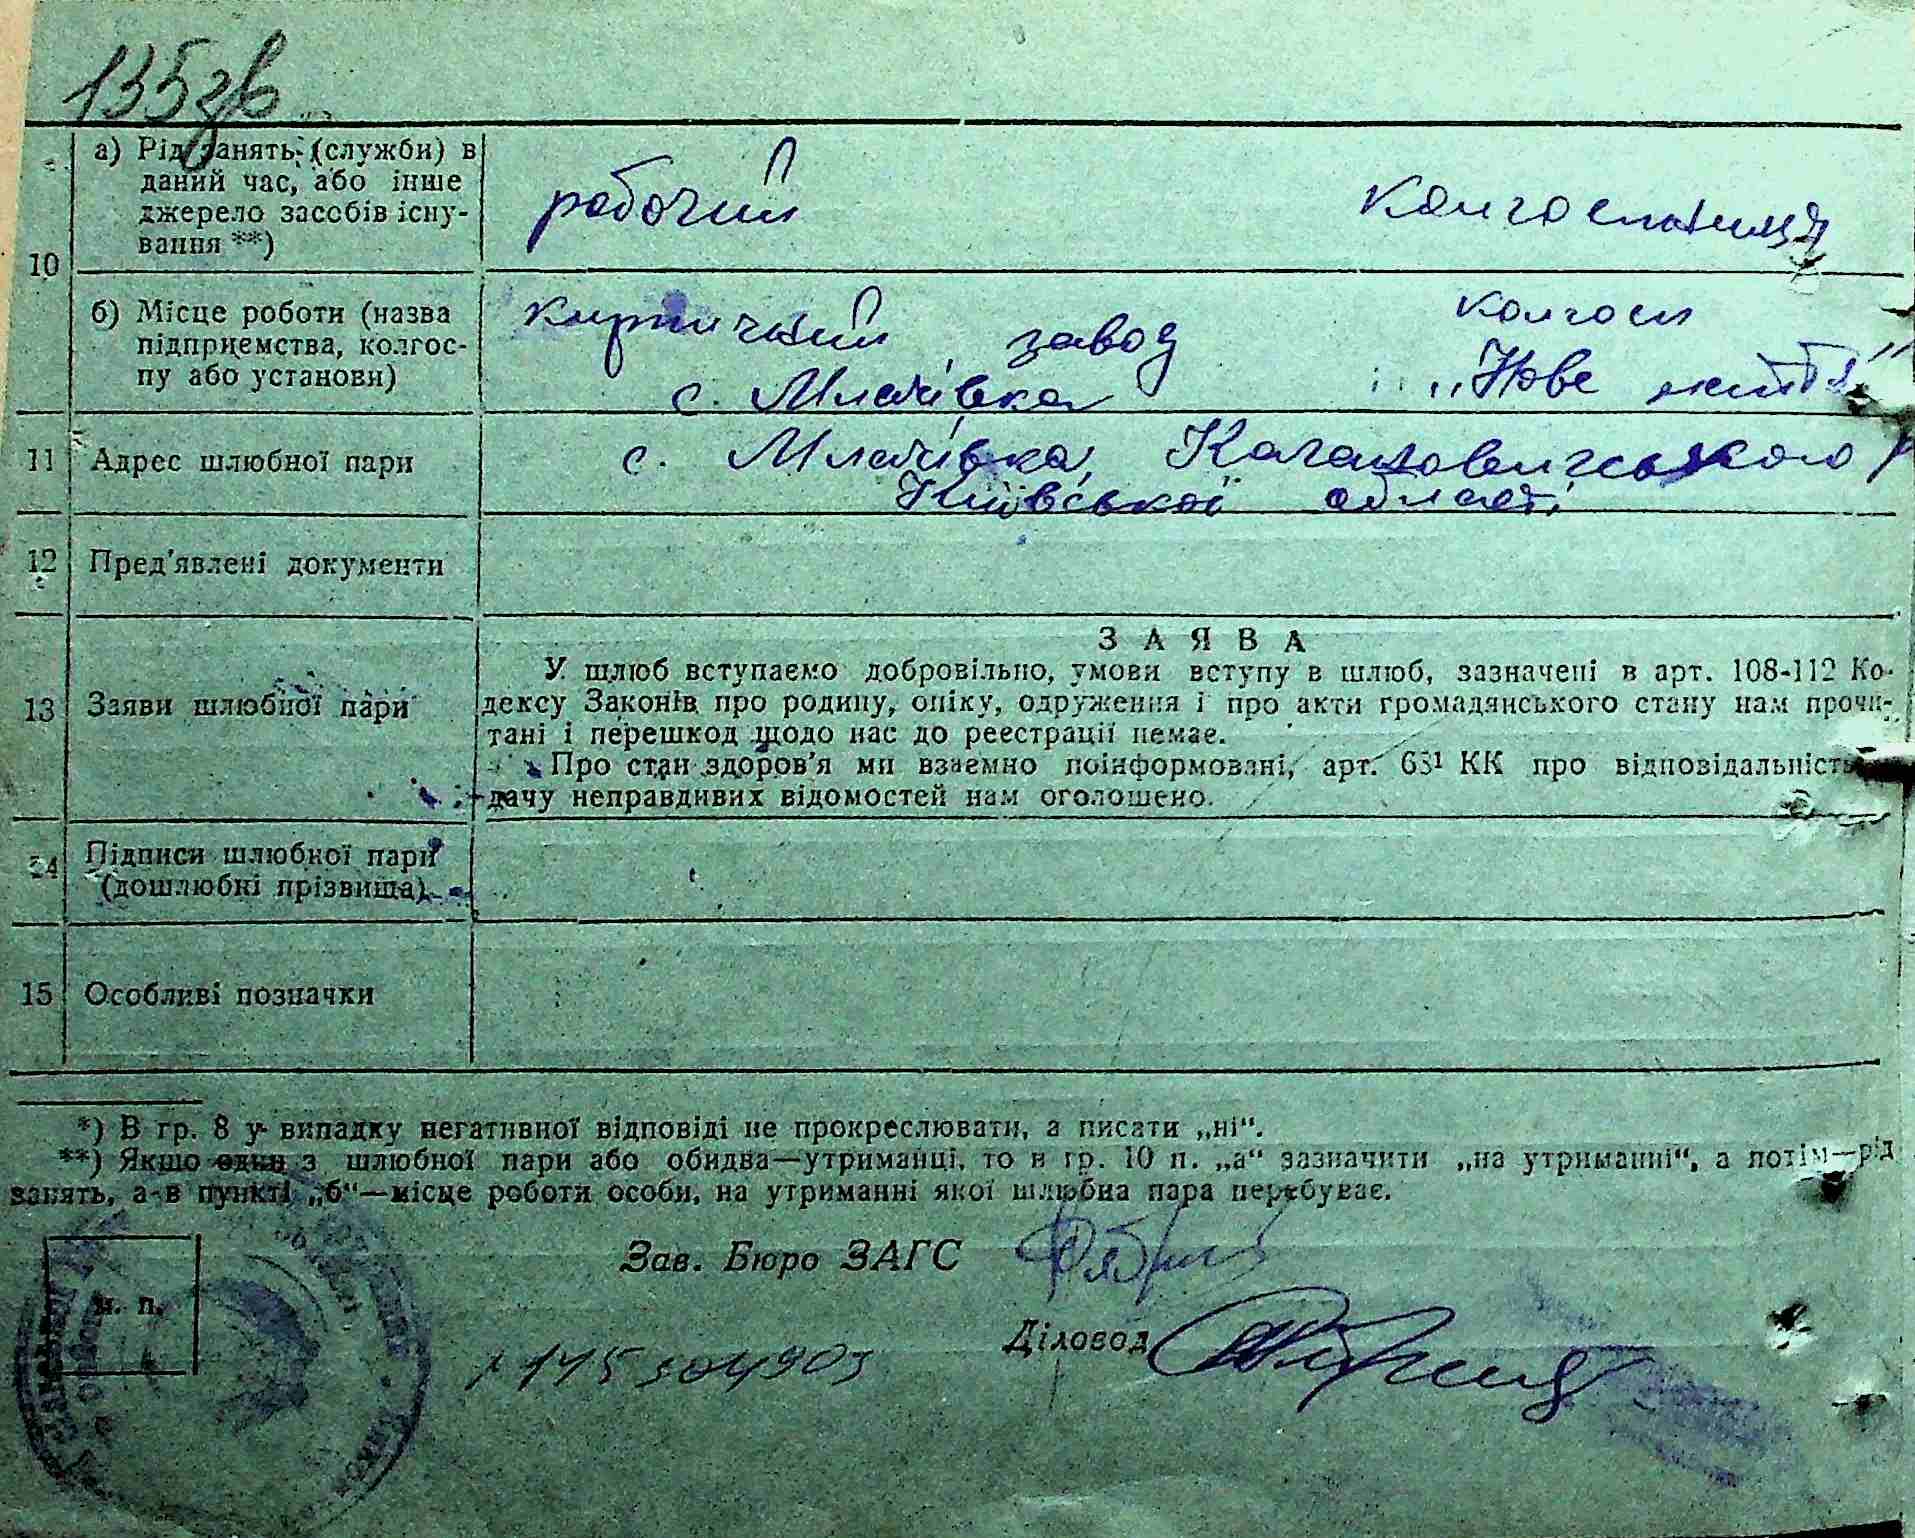 135зв
10
а) Рід занять (служби) в
даний час, або інше
джерело засобів існу-
вання **)
робочий колгоспниця
б) Місце роботи (назва
підприємства, колгос-
пу або установи)
кирпичний завод
с. Млачівка
колгосп
„Нове життя"
11 Адрес шлюбної пари
с. Млачівка, р
Київської області
12 Пред'явлені документи
13 Заяви шлюбної пари
ЗАЯВА
У шлюб вступаємо добровільно, умови вступу в шлюб, зазначені в арт. 108-112 Ко-
дексу Законів про родину, опіку, одруження і про акти громадянського стану нам прочи-
тані і перешкод щодо нас до реєстрації немає.
Про стан здоров'я ми взаємно поінформовані, арт. 63¹ КК про відповідальність
дачу неправдивих відомостей нам оголошено.
14 Підписи шлюбної пари
(дошлюбні прізвища)
15 Особливі позначки
*) В гр. 8 у випадку негативної відповіді не прокреслювати, а писати „ні".
**) Якщо один з шлюбної пари або обидва—утриманці, то в гр. 10 п. „а" зазначити „на утриманні", а потім—рід
занять, а в пункті „б"—місце роботи особи, на утриманні якої шлюбна пара перебуває.
Зав. Бюро ЗАГС
м. п.
Діловод